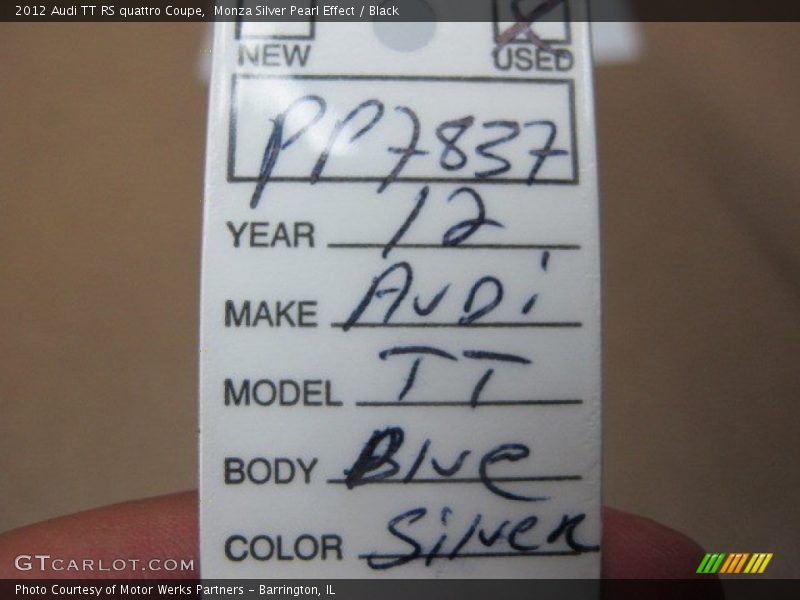 2012 Audi TT RS quattro Coupe, Monza Silver Pearl Effect / Black
NEW USED
PP7837
YEAR 12
MAKE AUDi
MODEL TT
BODY Blue
COLOR Silver
GTCARLOT.COM
Photo Courtesy of Motor Werks Partners - Barrington, IL